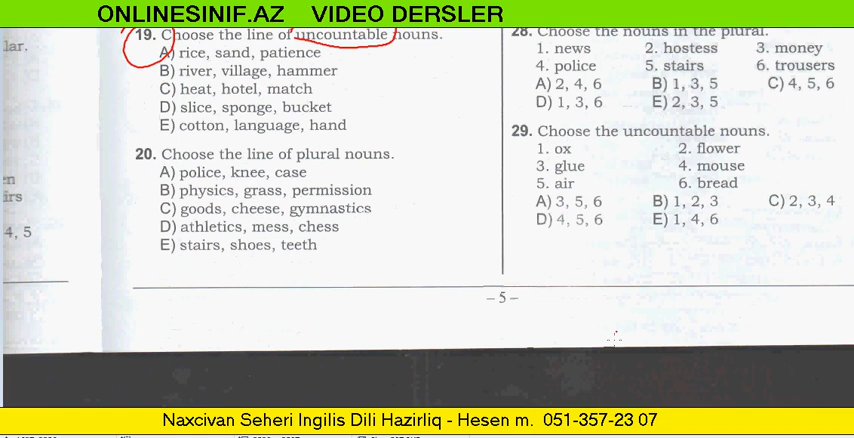 ONLINESINIF.AZ VIDEO DERSLER
lar.
19. Choose the line of uncountable nouns.
A) rice, sand, patience
B) river, village, hammer
C) heat, hotel, match
D) slice, sponge, bucket
E) cotton, language, hand
20. Choose the line of plural nouns.
A) police, knee, case
B) physics, grass, permission
C) goods, cheese, gymnastics
D) athletics, mess, chess
E) stairs, shoes, teeth
en
irs
4, 5
28. Choose the nouns in the plural.
1. news 2. hostess 3. money
4. police 5. stairs 6. trousers
A) 2, 4, 6 B) 1, 3, 5 C) 4, 5, 6
D) 1, 3, 6 E) 2, 3, 5
29. Choose the uncountable nouns.
1. ox 2. flower
3. glue 4. mouse
5. air 6. bread
A) 3, 5, 6 B) 1, 2, 3 C) 2, 3, 4
D) 4, 5, 6 E) 1, 4, 6
– 5 –
Naxcivan Seheri Ingilis Dili Hazirliq - Hesen m. 051-357-23 07